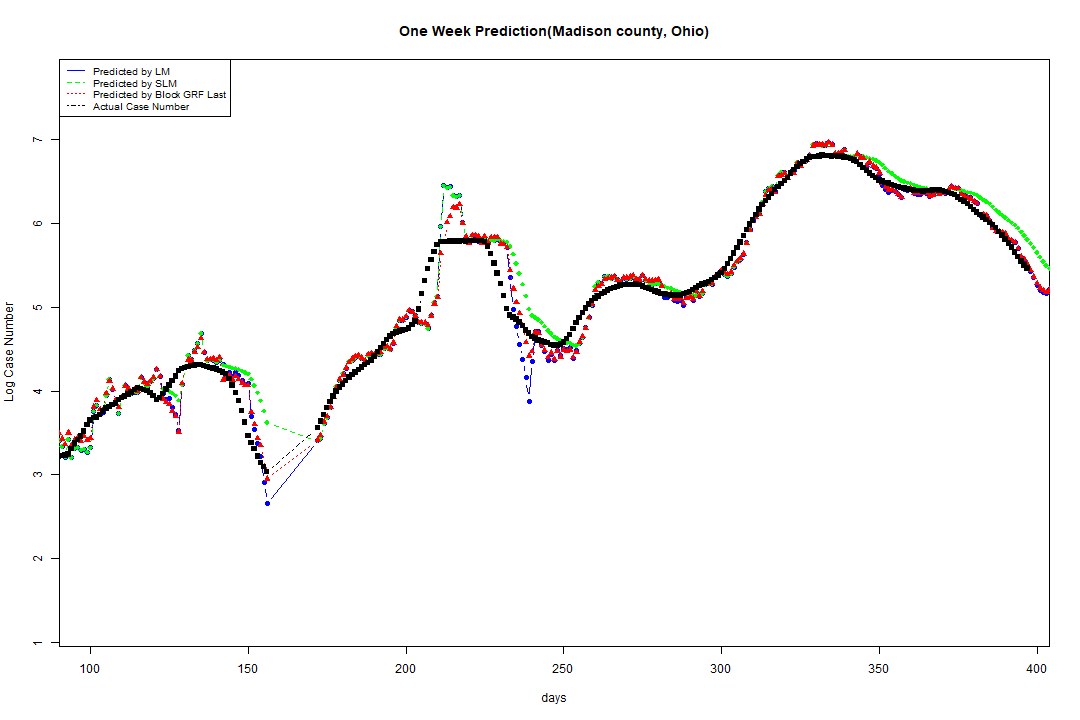 One Week Prediction(Madison county, Ohio)
Predicted by LM
Predicted by SLM
Predicted by Block GRF Last
Actual Case Number
Log Case Number
7
6
5
4
3
2
1
100 150 200 250 300 350 400
days